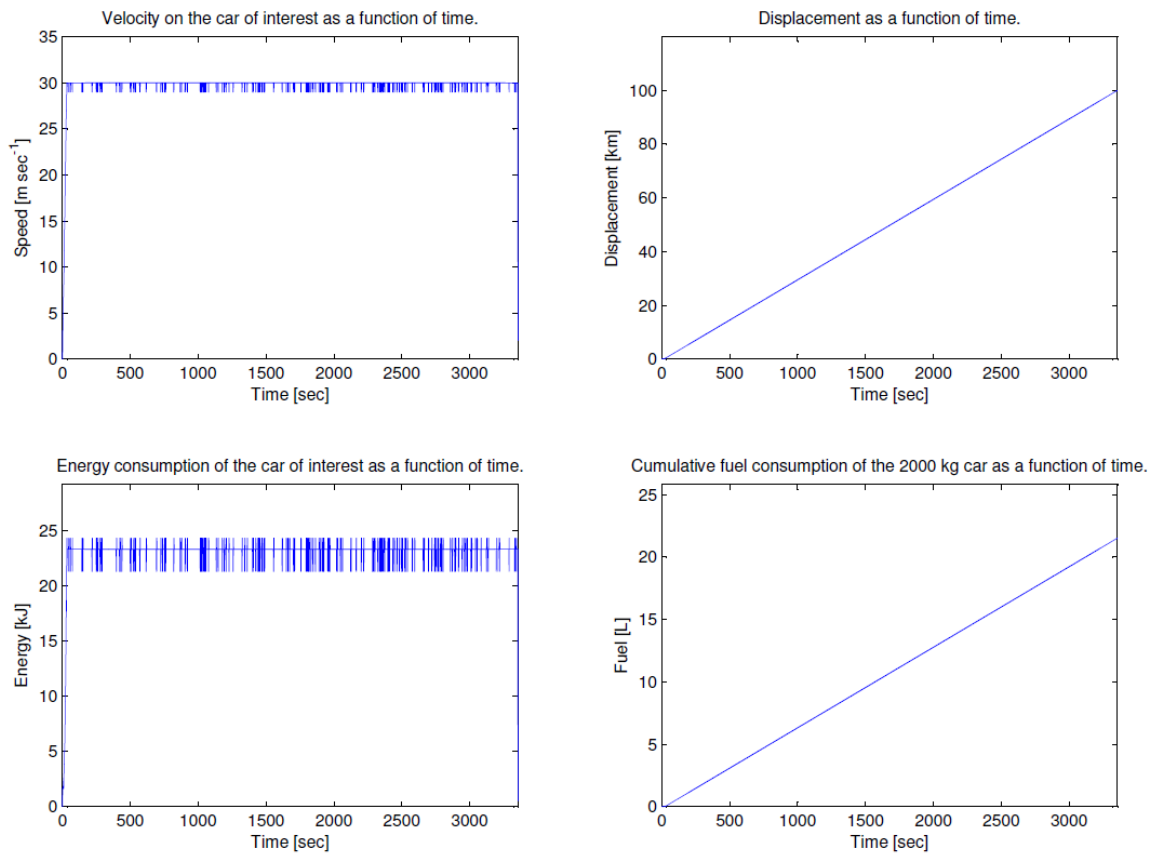 Velocity on the car of interest as a function of time.
35
30
25
20
15
10
5
0
Speed [m sec⁻¹]
0 500 1000 1500 2000 2500 3000
Time [sec]
Displacement as a function of time.
100
80
60
40
20
0
Displacement [km]
0 500 1000 1500 2000 2500 3000
Time [sec]
Energy consumption of the car of interest as a function of time.
25
20
15
10
5
0
Energy [kJ]
0 500 1000 1500 2000 2500 3000
Time [sec]
Cumulative fuel consumption of the 2000 kg car as a function of time.
25
20
15
10
5
0
Fuel [L]
0 500 1000 1500 2000 2500 3000
Time [sec]